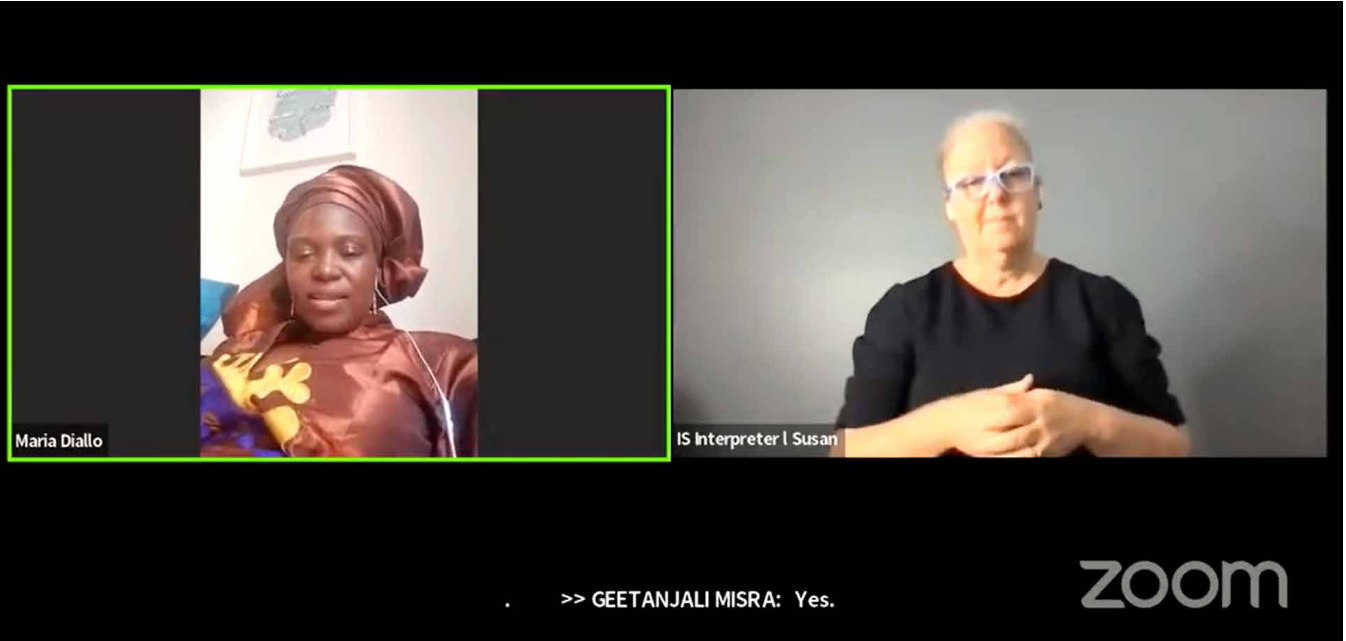 Maria Diallo
IS Interpreter l Susan
. >> GEETANJALI MISRA: Yes.
zoom